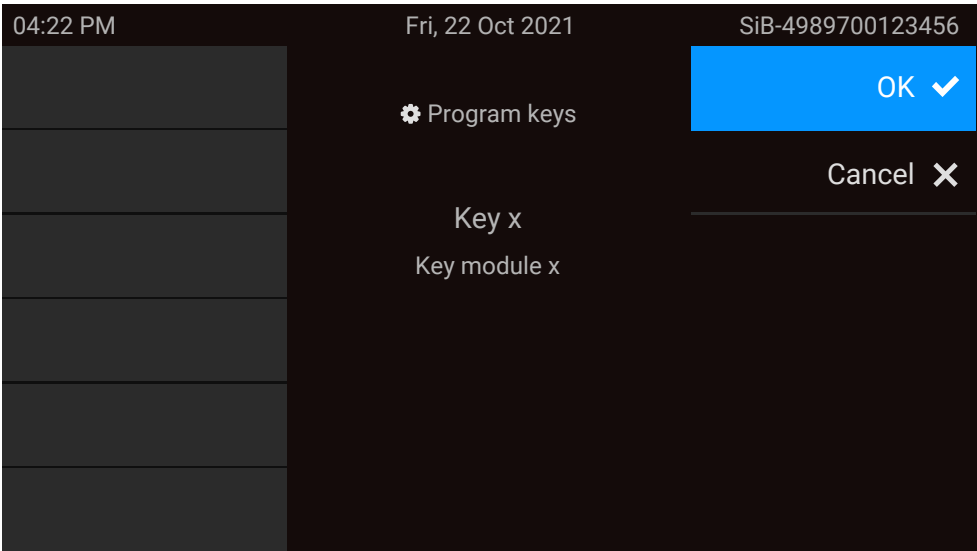 04:22 PM Fri, 22 Oct 2021 SiB-4989700123456
OK
Program keys
Cancel
Key x
Key module x